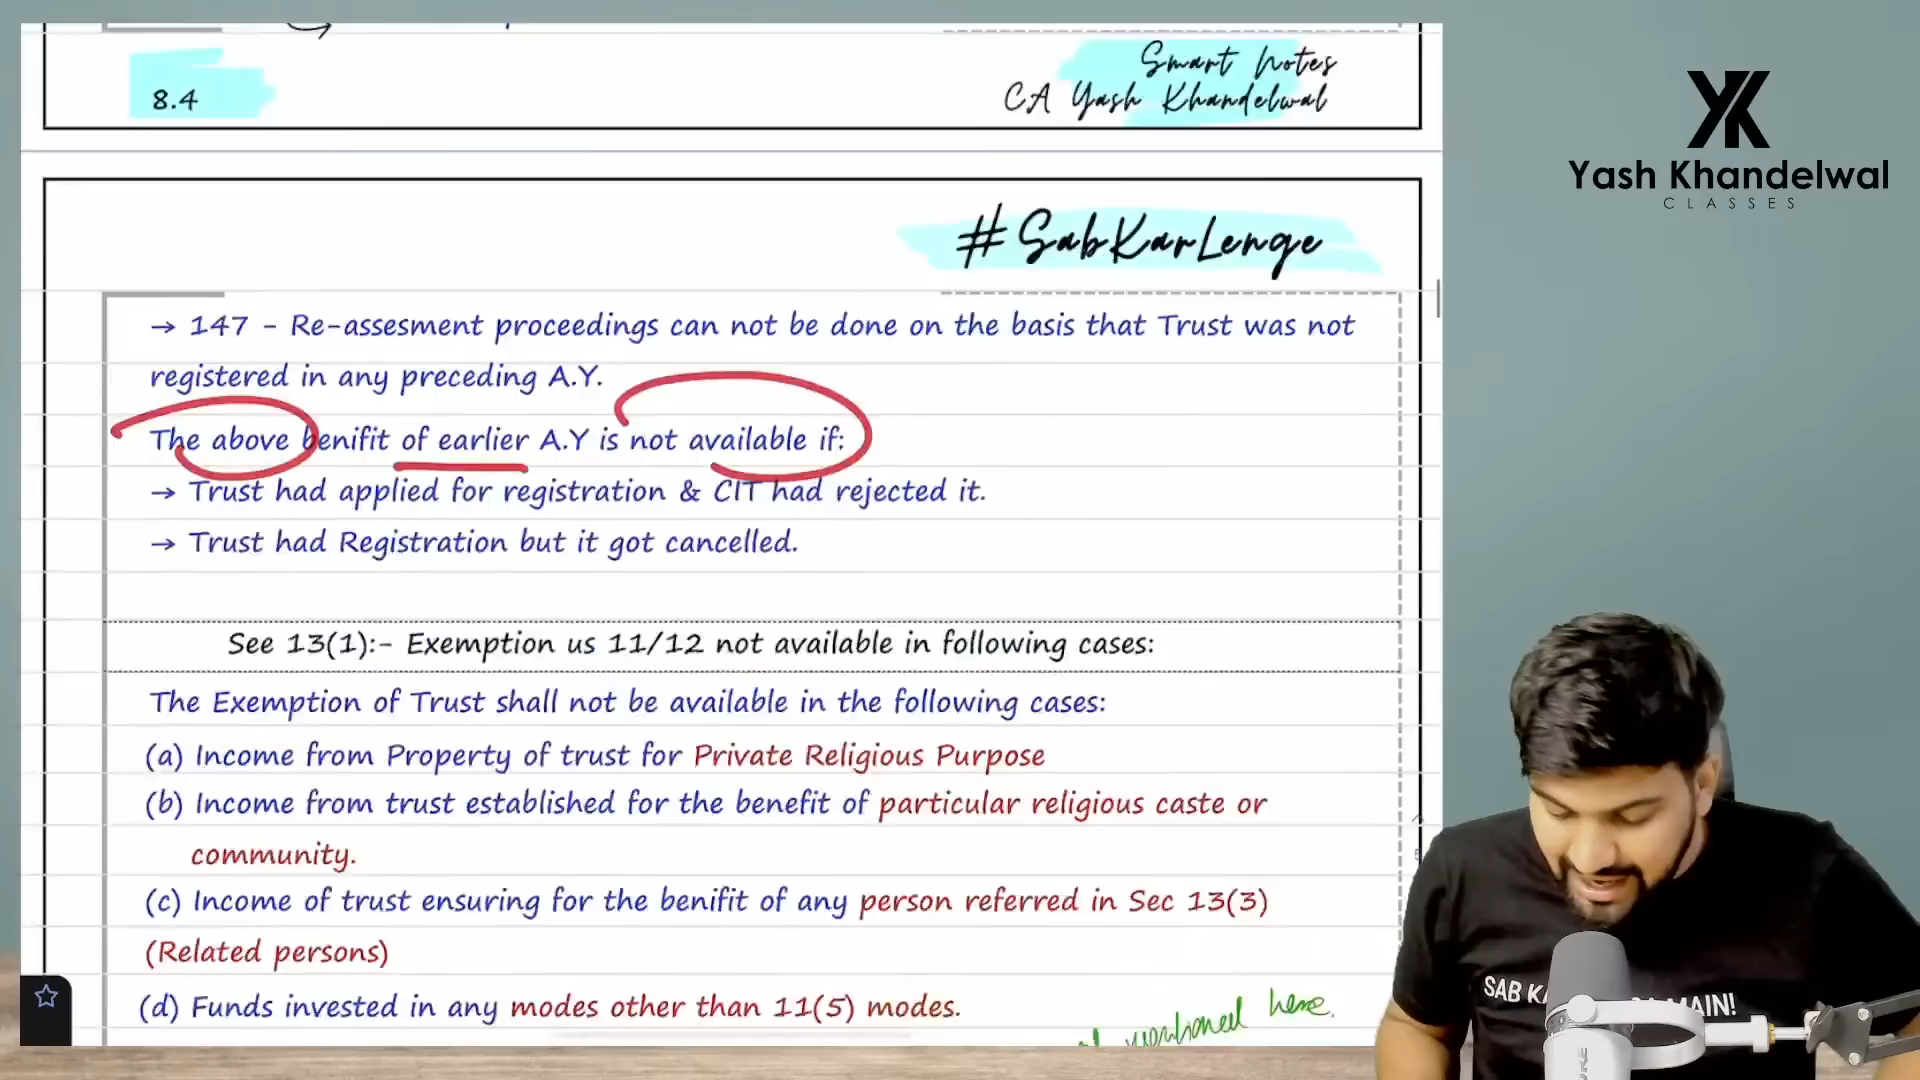 8.4
Smart Notes
CA Yash Khandelwal
YK
Yash Khandelwal
CLASSES
#SabKarLenge
→ 147 - Re-assesment proceedings can not be done on the basis that Trust was not
registered in any preceding A.Y.
The above benifit of earlier A.Y is not available if:
→ Trust had applied for registration & CIT had rejected it.
→ Trust had Registration but it got cancelled.
See 13(1):- Exemption us 11/12 not available in following cases:
The Exemption of Trust shall not be available in the following cases:
(a) Income from Property of trust for Private Religious Purpose
(b) Income from trust established for the benefit of particular religious caste or
community.
(c) Income of trust ensuring for the benifit of any person referred in Sec 13(3)
(Related persons)
(d) Funds invested in any modes other than 11(5) modes.
mentioned here.
SAB MAIN!